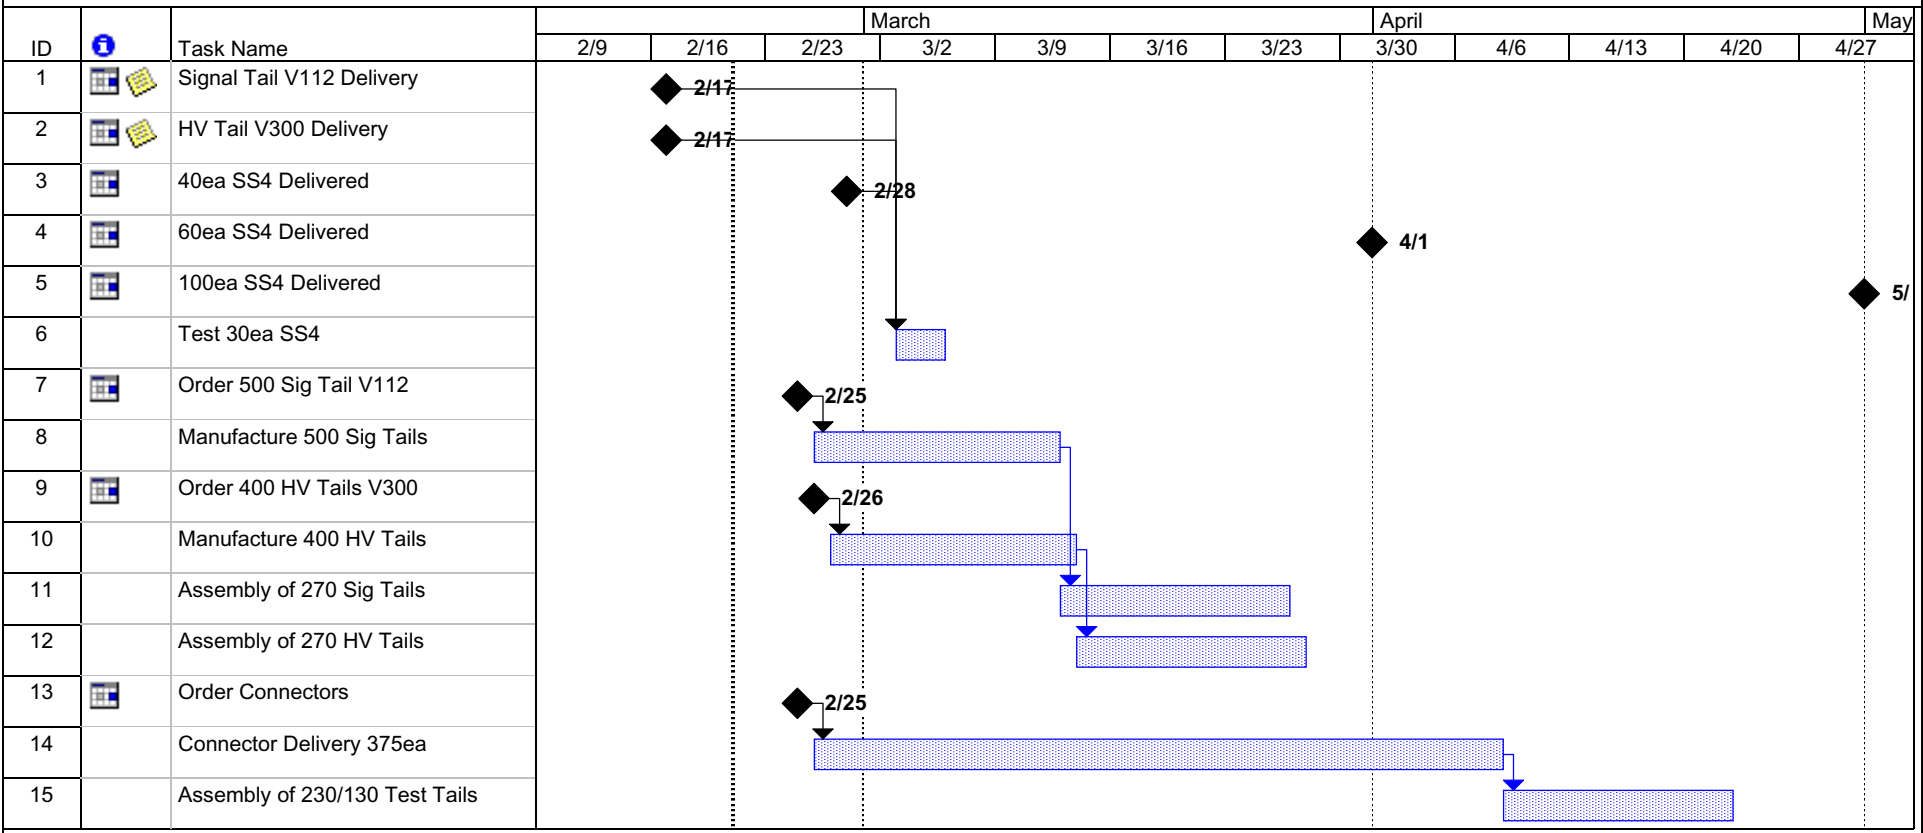 March April May
ID Task Name 2/9 2/16 2/23 3/2 3/9 3/16 3/23 3/30 4/6 4/13 4/20 4/27
1 Signal Tail V112 Delivery 2/17
2 HV Tail V300 Delivery 2/17
3 40ea SS4 Delivered 2/28
4 60ea SS4 Delivered 4/1
5 100ea SS4 Delivered 5/
6 Test 30ea SS4
7 Order 500 Sig Tail V112 2/25
8 Manufacture 500 Sig Tails
9 Order 400 HV Tails V300 2/26
10 Manufacture 400 HV Tails
11 Assembly of 270 Sig Tails
12 Assembly of 270 HV Tails
13 Order Connectors 2/25
14 Connector Delivery 375ea
15 Assembly of 230/130 Test Tails